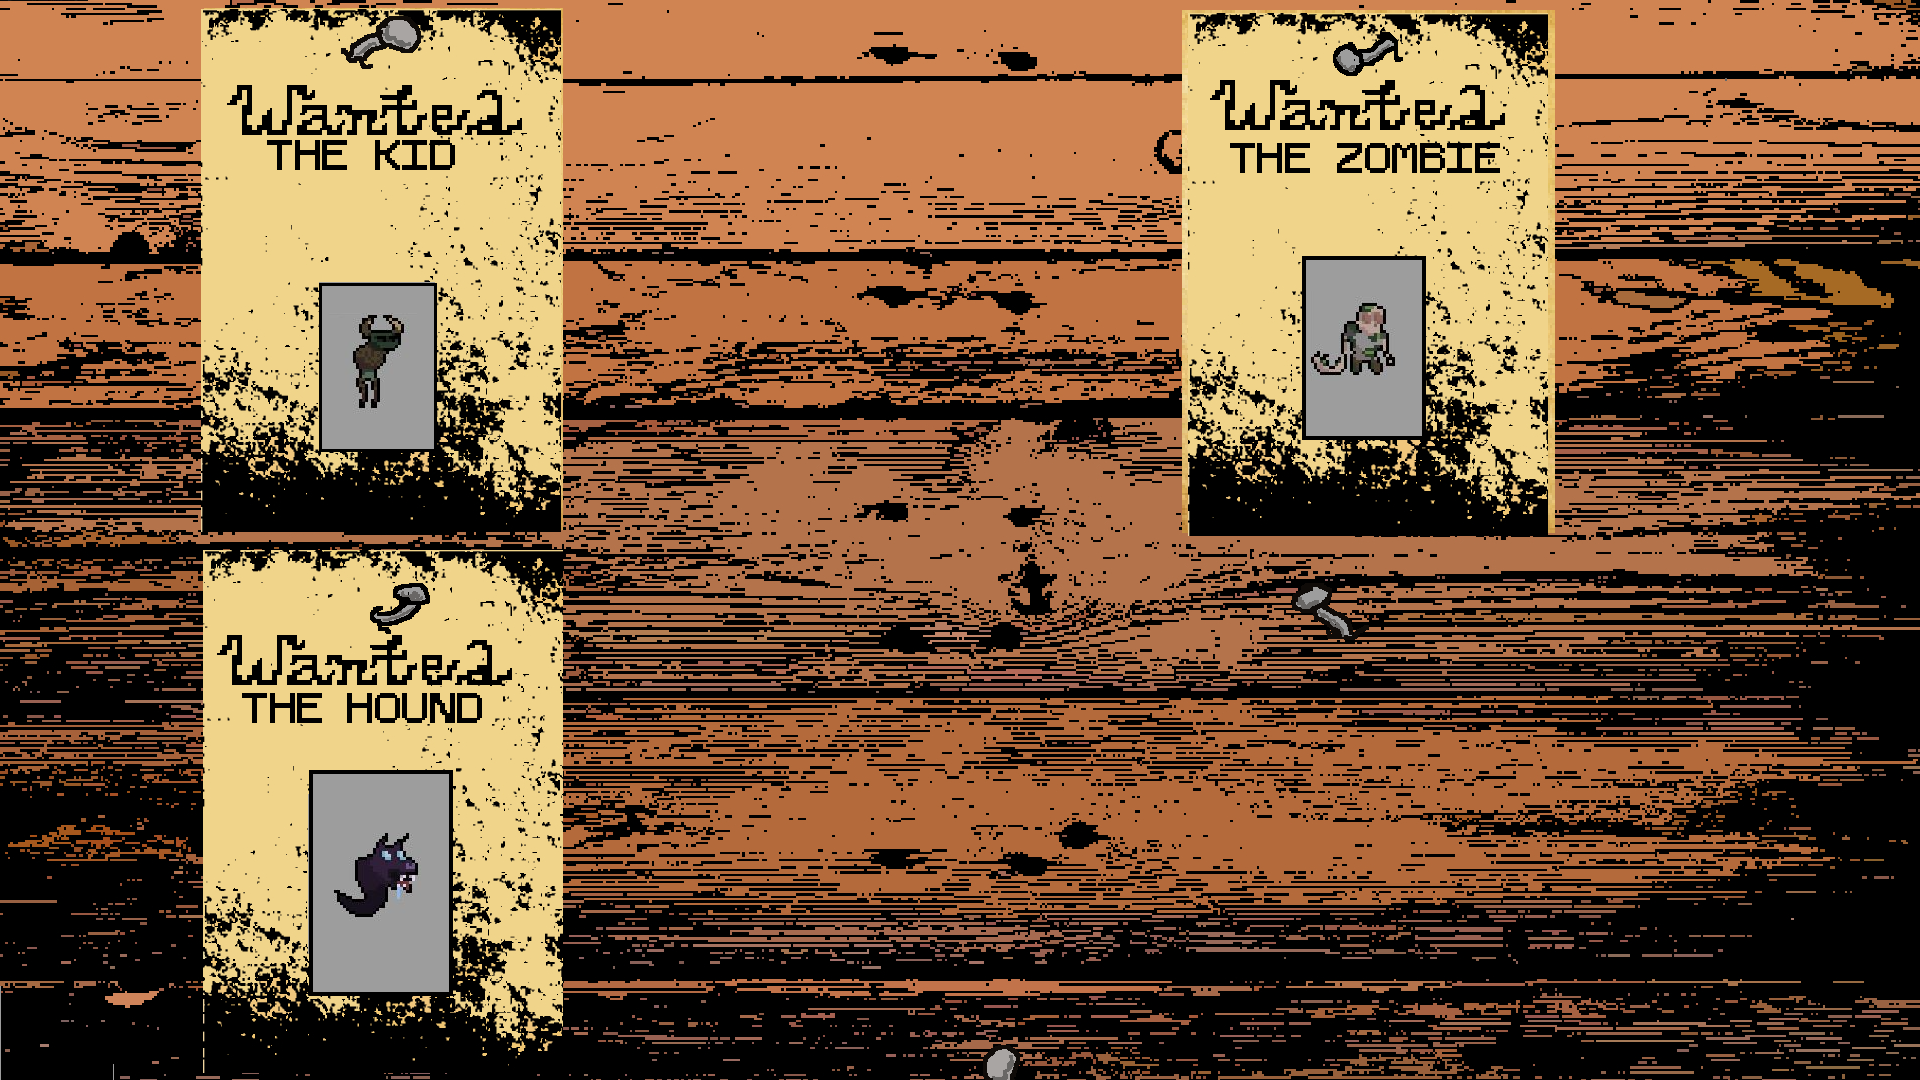 Wanted
THE KID
Wanted
THE ZOMBIE
Wanted
THE HOUND